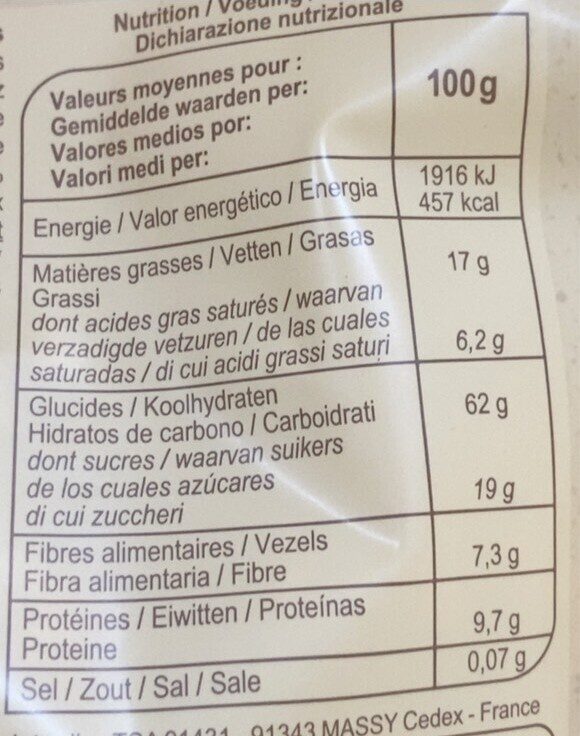 Nutrition /
Dichiarazione nutrizionale
Valeurs moyennes pour :
Gemiddelde waarden per:
Valores medios por:
Valori medi per:
100 g
Energie / Valor energético / Energia
1916 kJ
457 kcal
Matières grasses / Vetten / Grasas
Grassi
17 g
dont acides gras saturés / waarvan
verzadigde vetzuren / de las cuales
saturadas / di cui acidi grassi saturi
6,2 g
Glucides / Koolhydraten
Hidratos de carbono / Carboidrati
62 g
dont sucres / waarvan suikers
de los cuales azúcares
di cui zuccheri
19 g
Fibres alimentaires / Vezels
Fibra alimentaria / Fibre
7,3 g
Protéines / Eiwitten / Proteínas
Proteine
9,7 g
Sel / Zout / Sal / Sale
0,07 g
91343 MASSY Cedex - France